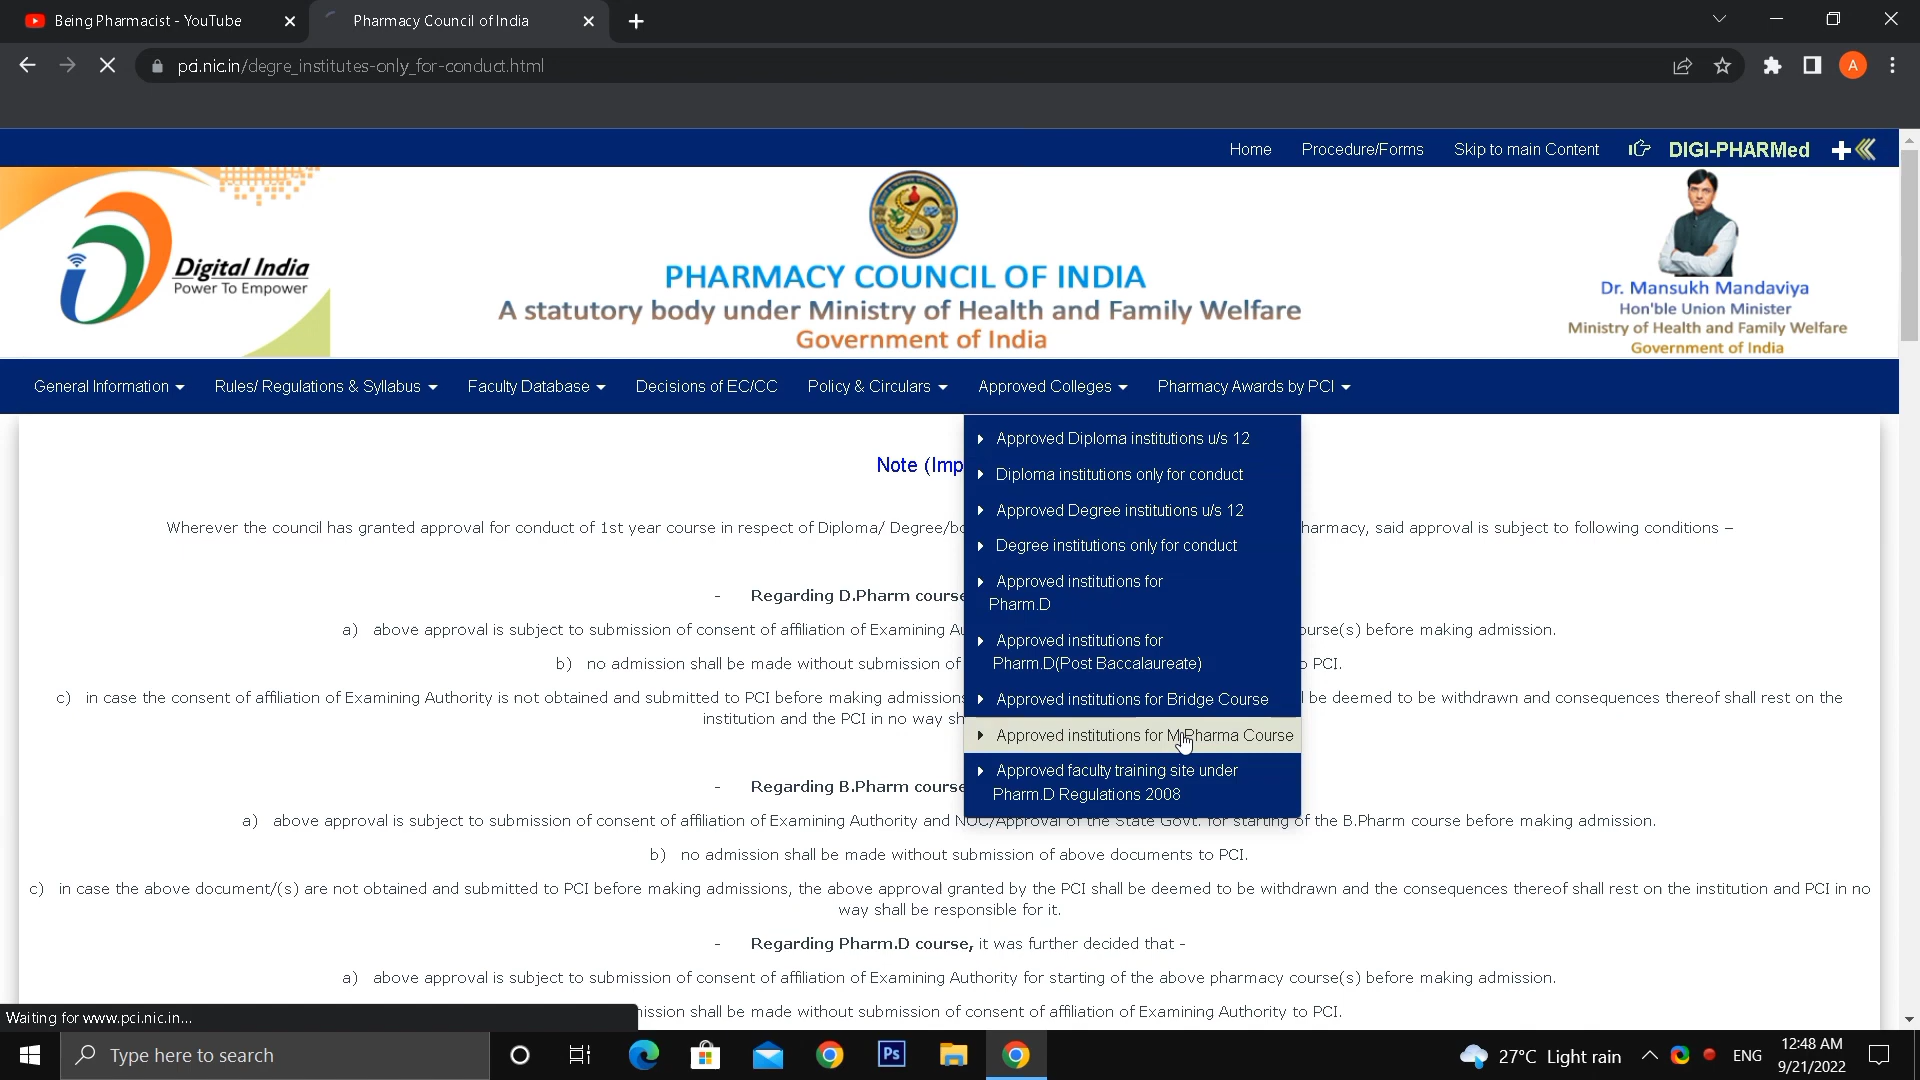 Being Pharmacist - YouTube
Pharmacy Council of India
pci.nic.in/degre_institutes-only_for-conduct.html
A
Home
Procedure/Forms
Skip to main Content
DIGI-PHARMed
Digital India
Power To Empower
PHARMACY COUNCIL OF INDIA
A statutory body under Ministry of Health and Family Welfare
Government of India
Dr. Mansukh Mandaviya
Hon'ble Union Minister
Ministry of Health and Family Welfare
Government of India
General Information
Rules/ Regulations & Syllabus
Faculty Database
Decisions of EC/CC
Policy & Circulars
Approved Colleges
Pharmacy Awards by PCI
Approved Diploma institutions u/s 12
Diploma institutions only for conduct
Approved Degree institutions u/s 12
Degree institutions only for conduct
Approved institutions for
Pharm.D
Approved institutions for
Pharm.D(Post Baccalaureate)
Approved institutions for Bridge Course
Approved institutions for M.Pharma Course
Approved faculty training site under
Pharm.D Regulations 2008
Note (Imp
Wherever the council has granted approval for conduct of 1st year course in respect of Diploma/ Degree/bo harmacy, said approval is subject to following conditions –
- Regarding D.Pharm course
a) above approval is subject to submission of consent of affiliation of Examining Au ourse(s) before making admission.
b) no admission shall be made without submission of o PCI.
c) in case the consent of affiliation of Examining Authority is not obtained and submitted to PCI before making admissions l be deemed to be withdrawn and consequences thereof shall rest on the
institution and the PCI in no way sh
- Regarding B.Pharm course
a) above approval is subject to submission of consent of affiliation of Examining Authority and NOC/Approval of the State Govt. for starting of the B.Pharm course before making admission.
b) no admission shall be made without submission of above documents to PCI.
c) in case the above document/(s) are not obtained and submitted to PCI before making admissions, the above approval granted by the PCI shall be deemed to be withdrawn and the consequences thereof shall rest on the institution and PCI in no
way shall be responsible for it.
- Regarding Pharm.D course, it was further decided that -
a) above approval is subject to submission of consent of affiliation of Examining Authority for starting of the above pharmacy course(s) before making admission.
mission shall be made without submission of consent of affiliation of Examining Authority to PCI.
Waiting for www.pci.nic.in...
Type here to search
Ps
27°C Light rain
ENG
12:48 AM
9/21/2022